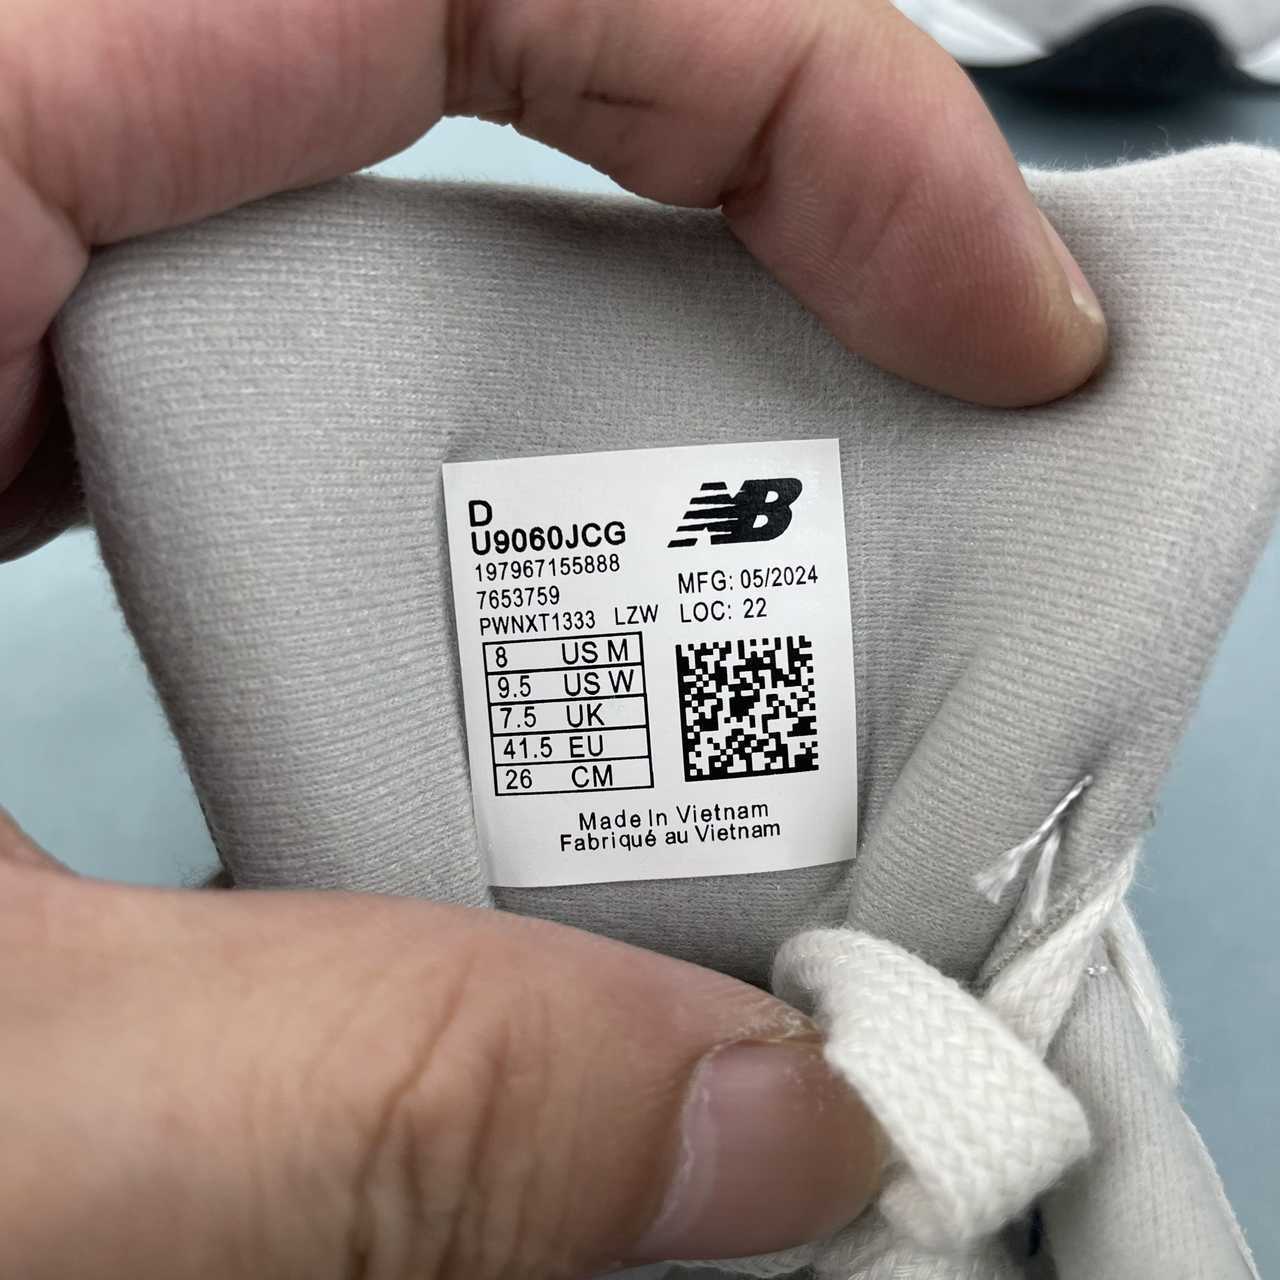 D
U9060JCG
197967155888
7653759
PWNXT1333 LZW
NB
MFG: 05/2024
LOC: 22
8 US M
9.5 US W
7.5 UK
41.5 EU
26 CM
Made In Vietnam
Fabriqué au Vietnam